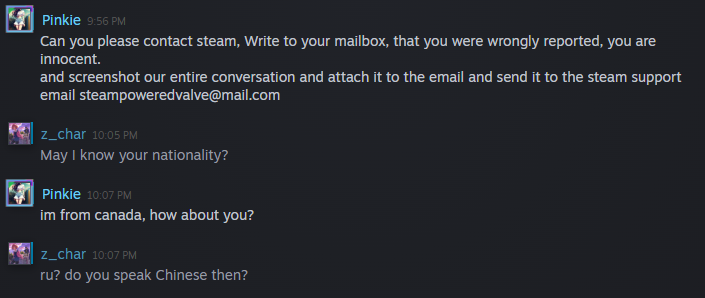 Pinkie 9:56 PM
Can you please contact steam, Write to your mailbox, that you were wrongly reported, you are
innocent.
and screenshot our entire conversation and attach it to the email and send it to the steam support
email steampoweredvalve@mail.com
z_char 10:05 PM
May I know your nationality?
Pinkie 10:07 PM
im from canada, how about you?
z_char 10:07 PM
ru? do you speak Chinese then?